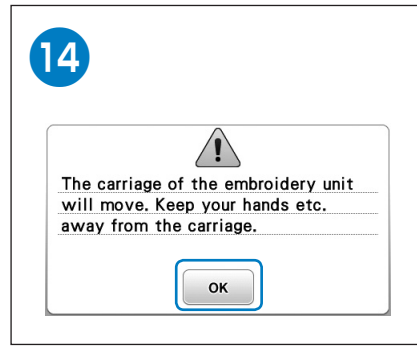 14
The carriage of the embroidery unit
will move. Keep your hands etc.
away from the carriage.
OK